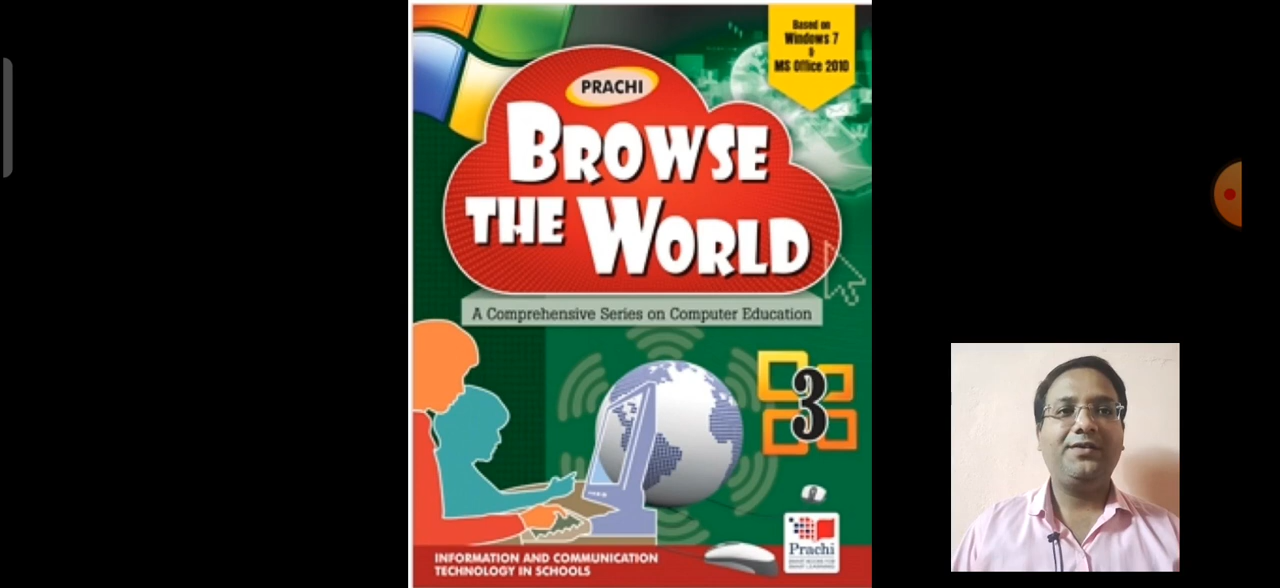 Based on
Windows 7
&
MS Office 2010
PRACHI
BROWSE
THE WORLD
A Comprehensive Series on Computer Education
3
Prachi
INFORMATION AND COMMUNICATION
TECHNOLOGY IN SCHOOLS